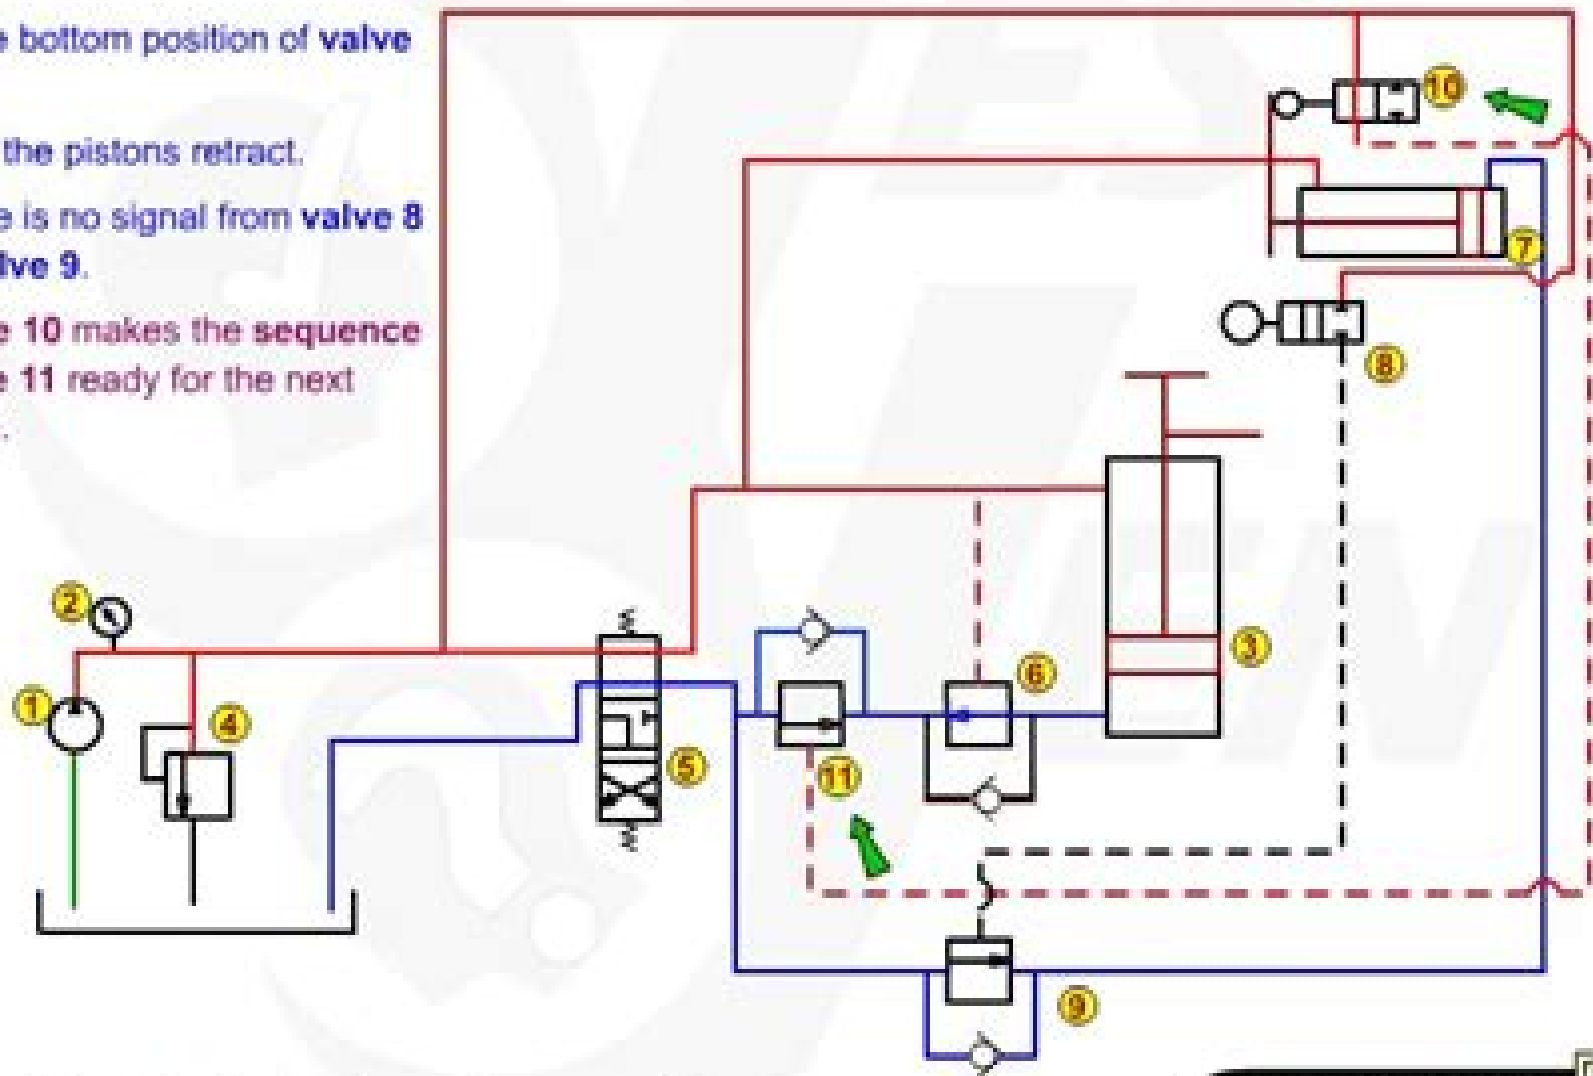 e bottom position of valve
the pistons retract.
e is no signal from valve 8
lve 9.
e 10 makes the sequence
e 11 ready for the next
.
10
7
8
2
6
3
1
4
5
11
9